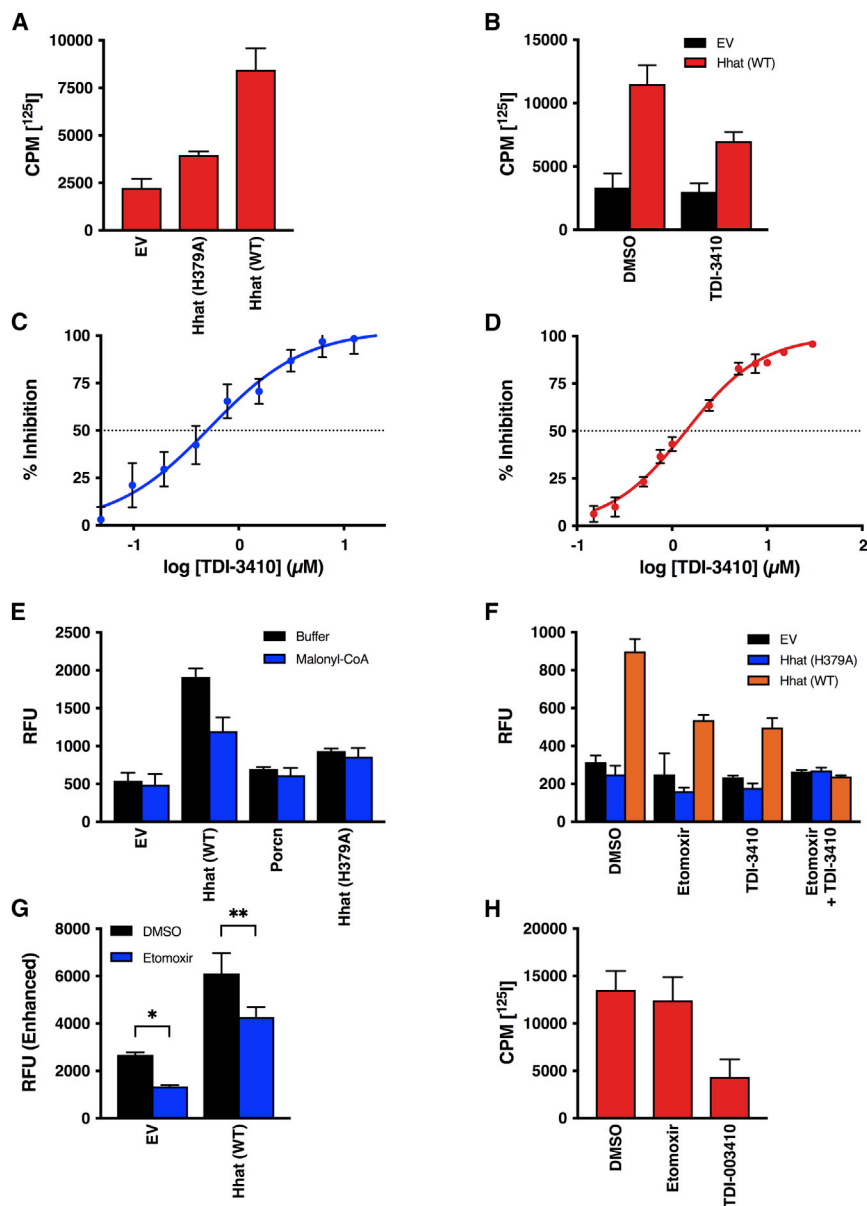 A
CPM [¹²⁵I]
10000
7500
5000
2500
0
EV
Hhat (H379A)
Hhat (WT)
B
CPM [¹²⁵I]
15000
10000
5000
0
EV
Hhat (WT)
DMSO
TDI-3410
C
% Inhibition
100
75
50
25
0
-1
0
1
log [TDI-3410] (µM)
D
% Inhibition
100
75
50
25
0
-1
0
1
2
log [TDI-3410] (µM)
E
RFU
2500
2000
1500
1000
500
0
Buffer
Malonyl-CoA
EV
Hhat (WT)
Porcn
Hhat (H379A)
F
RFU
1000
800
600
400
200
0
EV
Hhat (H379A)
Hhat (WT)
DMSO
Etomoxir
TDI-3410
Etomoxir
+ TDI-3410
G
RFU (Enhanced)
8000
6000
4000
2000
0
DMSO
Etomoxir
*
**
EV
Hhat (WT)
H
CPM [¹²⁵I]
20000
15000
10000
5000
0
DMSO
Etomoxir
TDI-003410